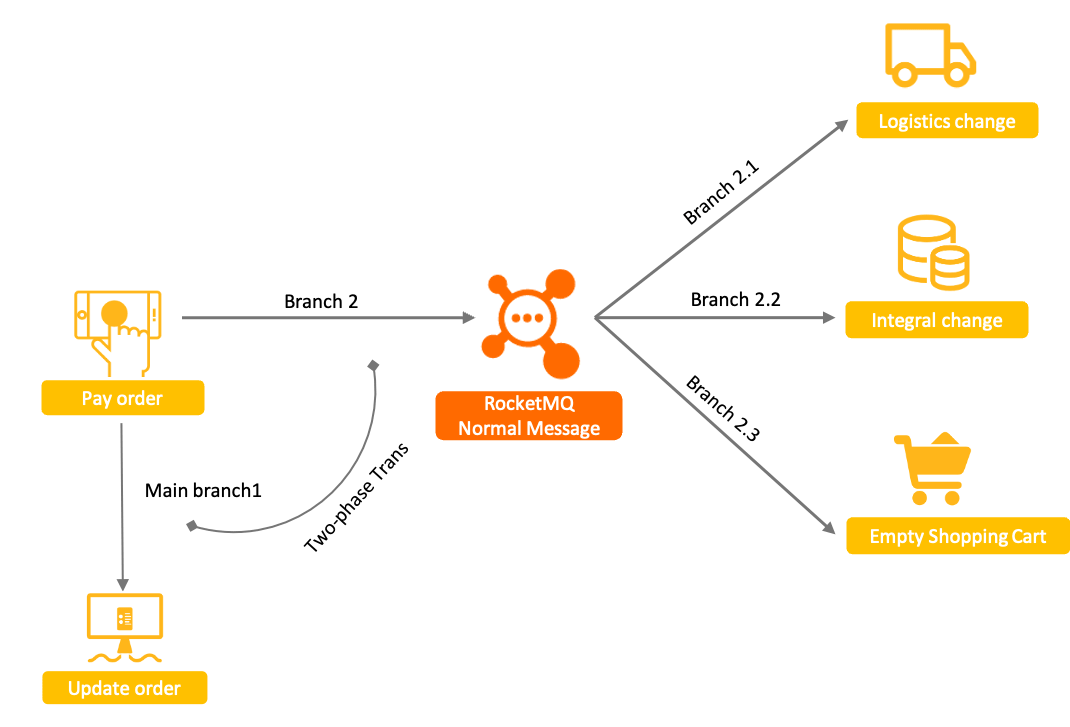 Logistics change
Branch 2.1
Branch 2
Branch 2.2
Integral change
Pay order
RocketMQ
Normal Message
Branch 2.3
Main branch1
Two-phase Trans
Empty Shopping Cart
Update order